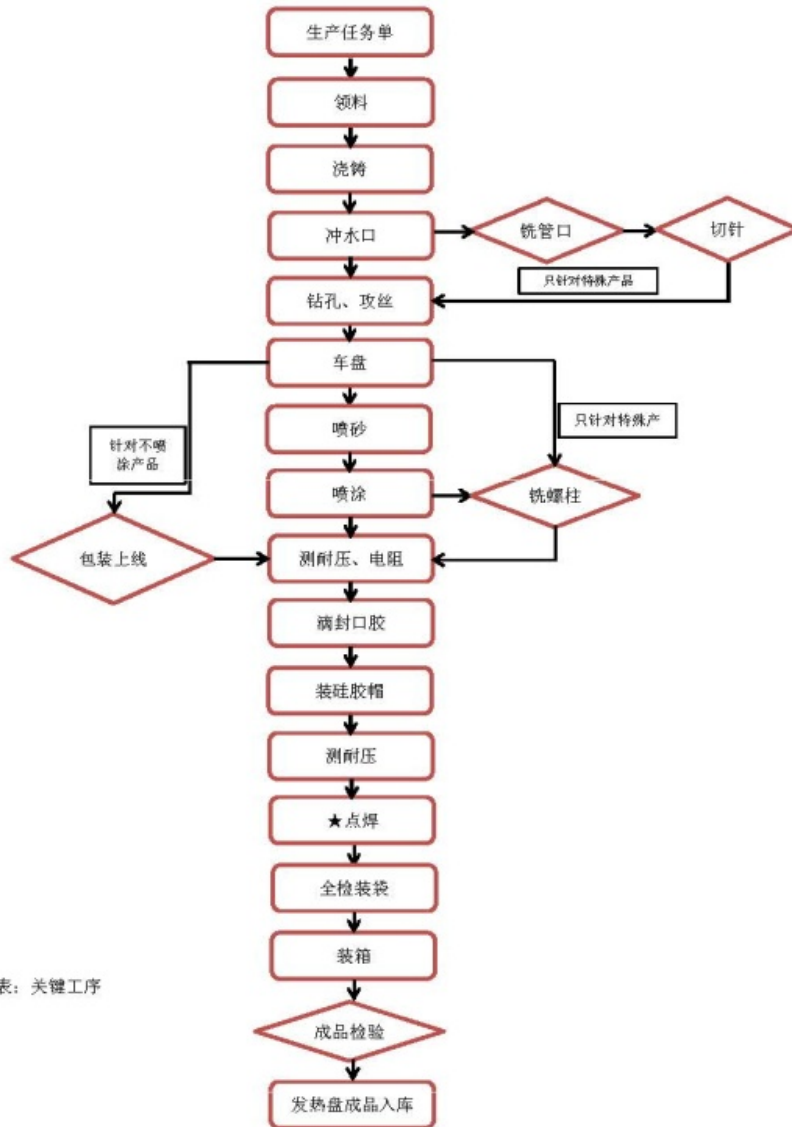 生产任务单
领料
浇铸
冲水口
铣管口
切针
只针对特殊产品
钻孔、攻丝
车盘
针对不喷
涂产品
只针对特殊产
喷砂
喷涂
铣螺柱
包装上线
测耐压、电阻
滴封口胶
装硅胶帽
测耐压
★点焊
全检装袋
装箱
表：关键工序
成品检验
发热盘成品入库